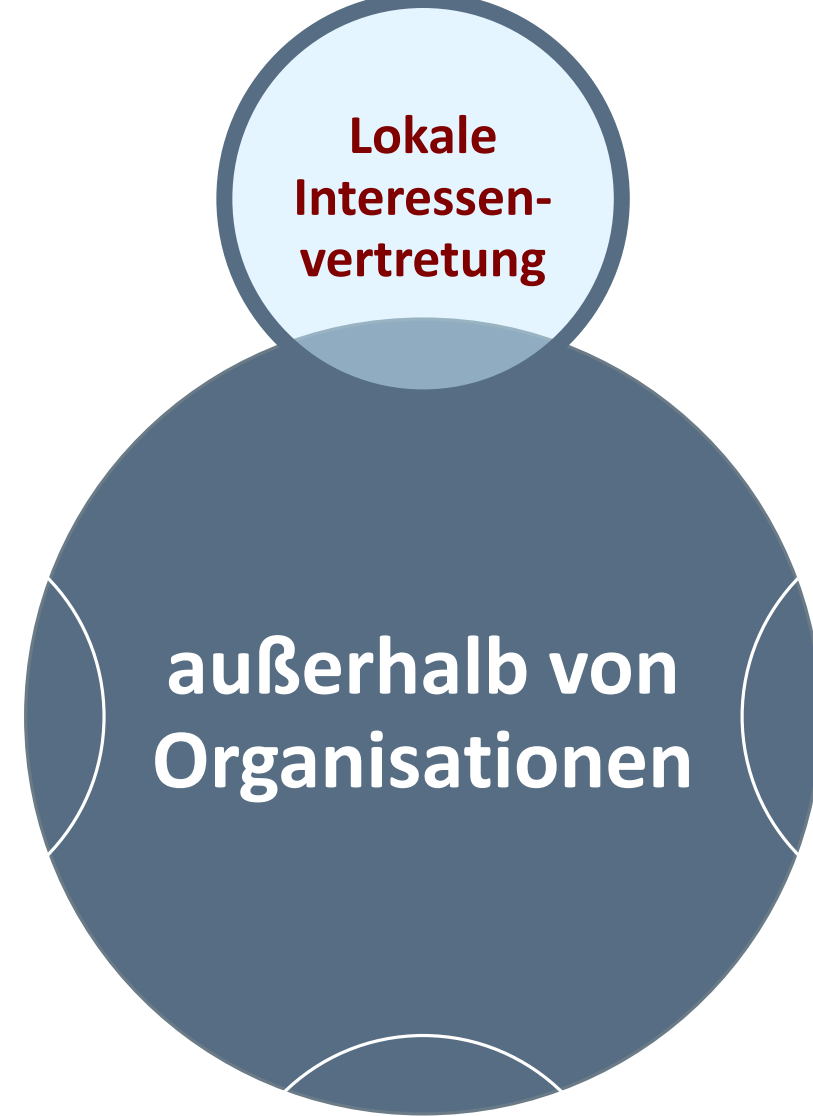 Lokale
Interessen-
vertretung
außerhalb von
Organisationen